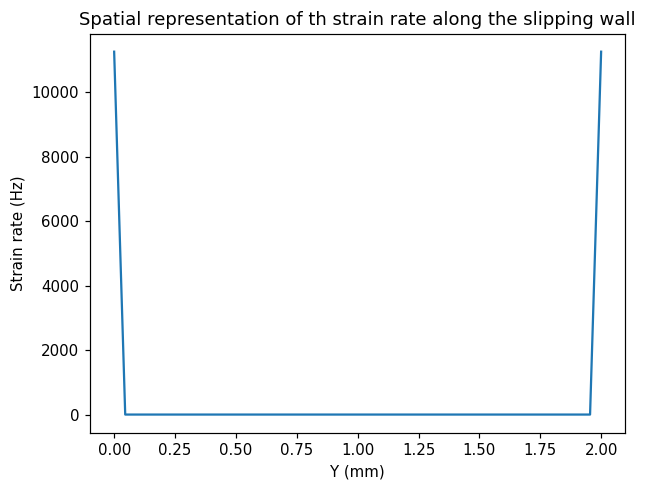 Spatial representation of th strain rate along the slipping wall
10000
8000
6000
4000
2000
0
Strain rate (Hz)
0.00 0.25 0.50 0.75 1.00 1.25 1.50 1.75 2.00
Y (mm)